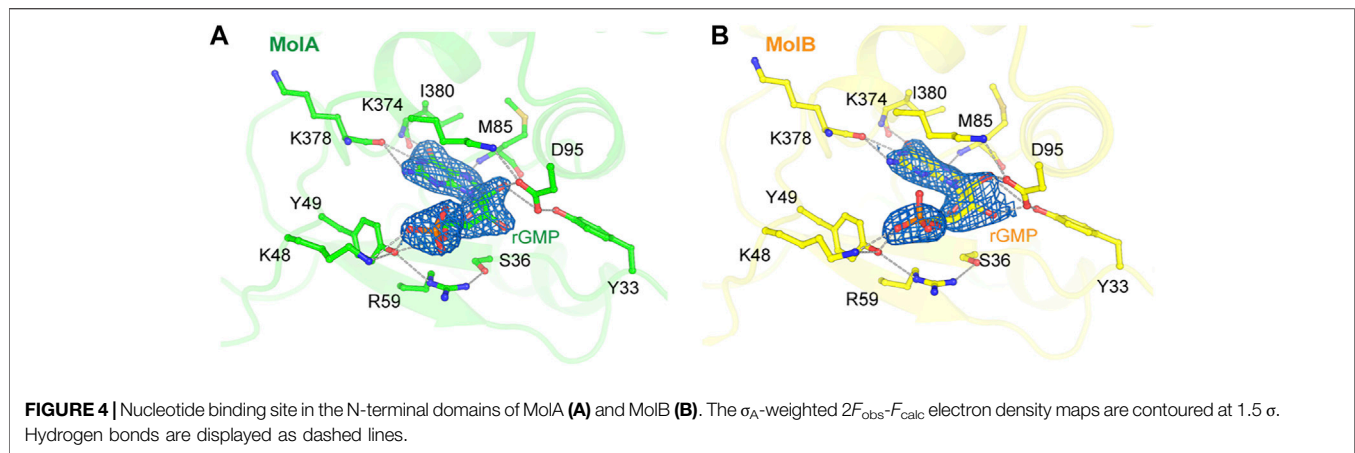 A
MolA
K374
I380
K378
M85
D95
Y49
K48
rGMP
S36
R59
Y33
B
MolB
K374
I380
K378
M85
D95
Y49
K48
rGMP
S36
R59
Y33
FIGURE 4 | Nucleotide binding site in the N-terminal domains of MolA (A) and MolB (B). The σA-weighted 2Fobs-Fcalc electron density maps are contoured at 1.5 σ.
Hydrogen bonds are displayed as dashed lines.